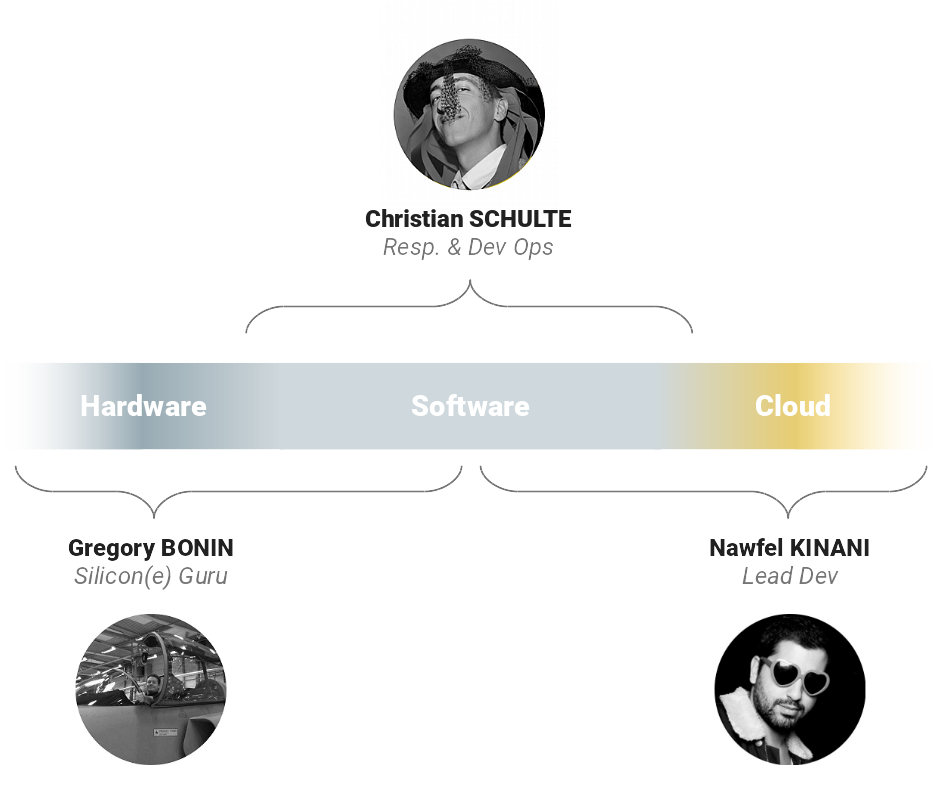 Christian SCHULTE
Resp. & Dev Ops
Hardware Software Cloud
Gregory BONIN
Silicon(e) Guru
Nawfel KINANI
Lead Dev